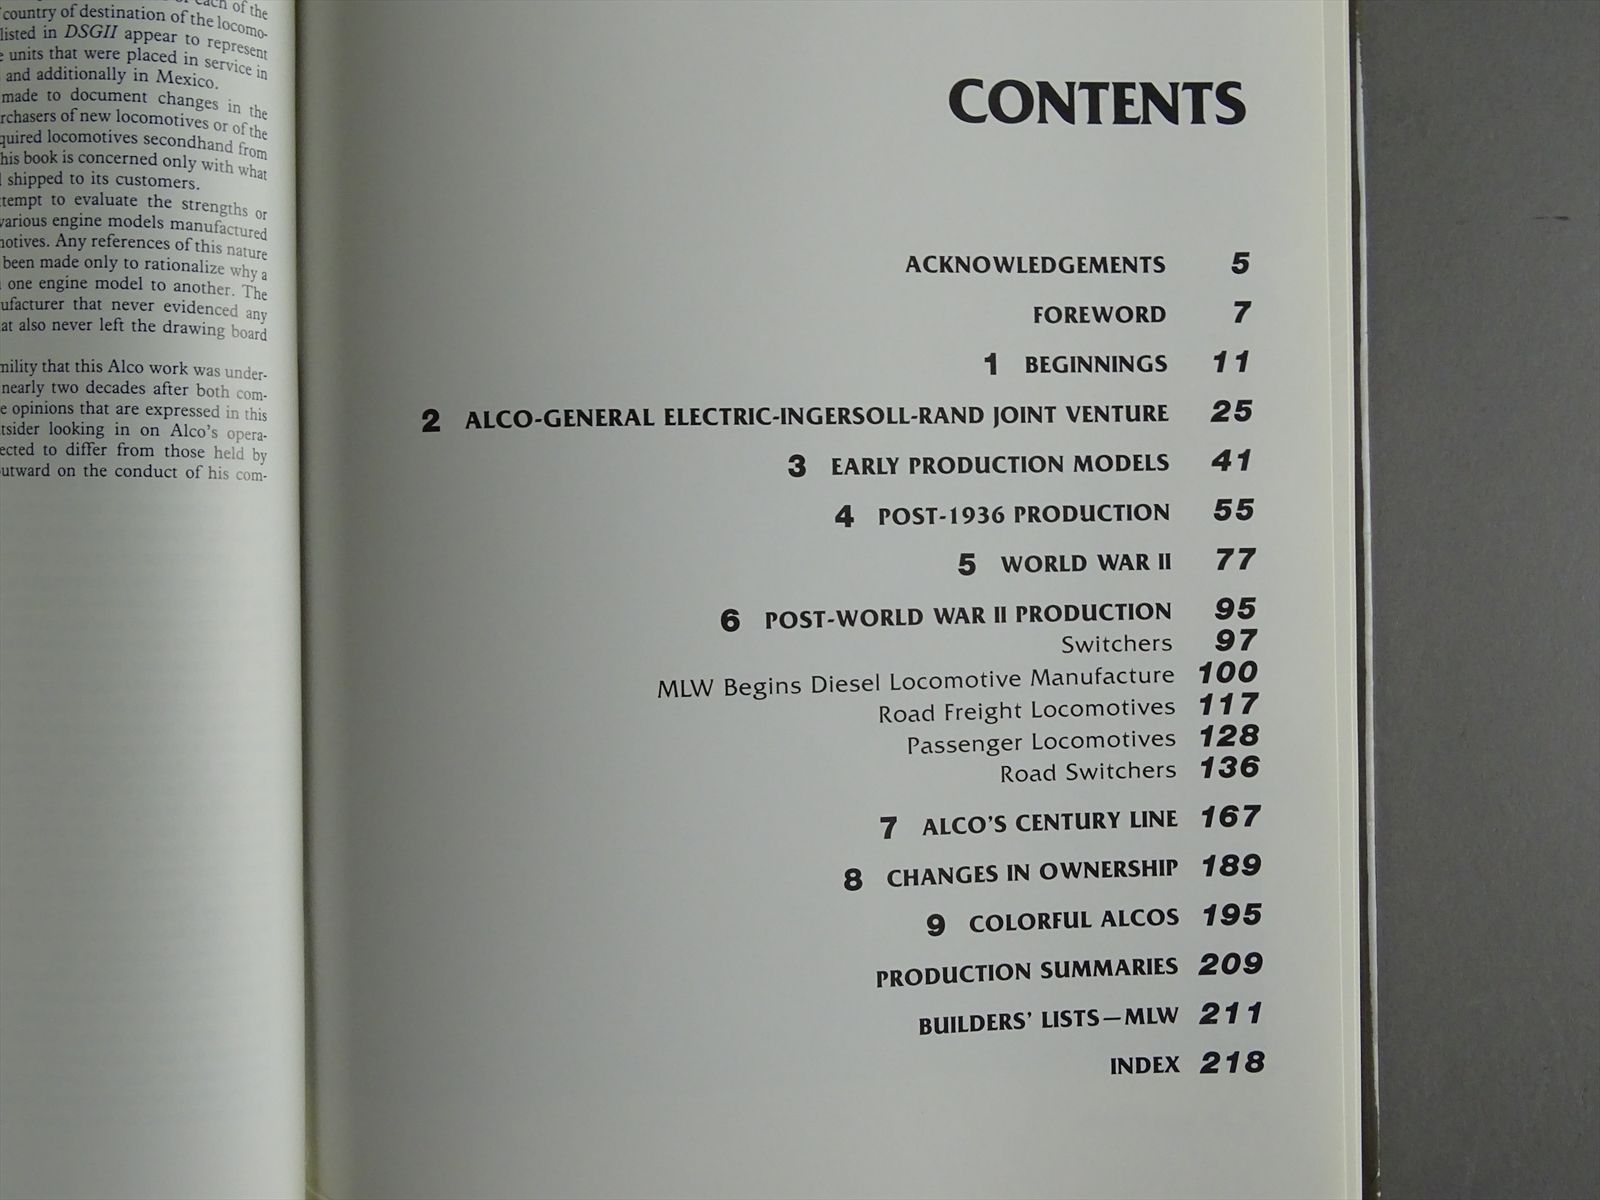 each of the
country of destination of the locomo-
listed in DSGII appear to represent
units that were placed in service in
and additionally in Mexico.
made to document changes in the
rchasers of new locomotives or of the
quired locomotives secondhand from
his book is concerned only with what
shipped to its customers.
tempt to evaluate the strengths or
various engine models manufactured
notives. Any references of this nature
been made only to rationalize why a
one engine model to another. The
ufacturer that never evidenced any
at also never left the drawing board
mility that this Alco work was under-
nearly two decades after both com-
e opinions that are expressed in this
tsider looking in on Alco's opera-
ected to differ from those held by
outward on the conduct of his com-
CONTENTS
ACKNOWLEDGEMENTS 5
FOREWORD 7
1 BEGINNINGS 11
2 ALCO-GENERAL ELECTRIC-INGERSOLL-RAND JOINT VENTURE 25
3 EARLY PRODUCTION MODELS 41
4 POST-1936 PRODUCTION 55
5 WORLD WAR II 77
6 POST-WORLD WAR II PRODUCTION 95
Switchers 97
MLW Begins Diesel Locomotive Manufacture 100
Road Freight Locomotives 117
Passenger Locomotives 128
Road Switchers 136
7 ALCO'S CENTURY LINE 167
8 CHANGES IN OWNERSHIP 189
9 COLORFUL ALCOS 195
PRODUCTION SUMMARIES 209
BUILDERS' LISTS—MLW 211
INDEX 218